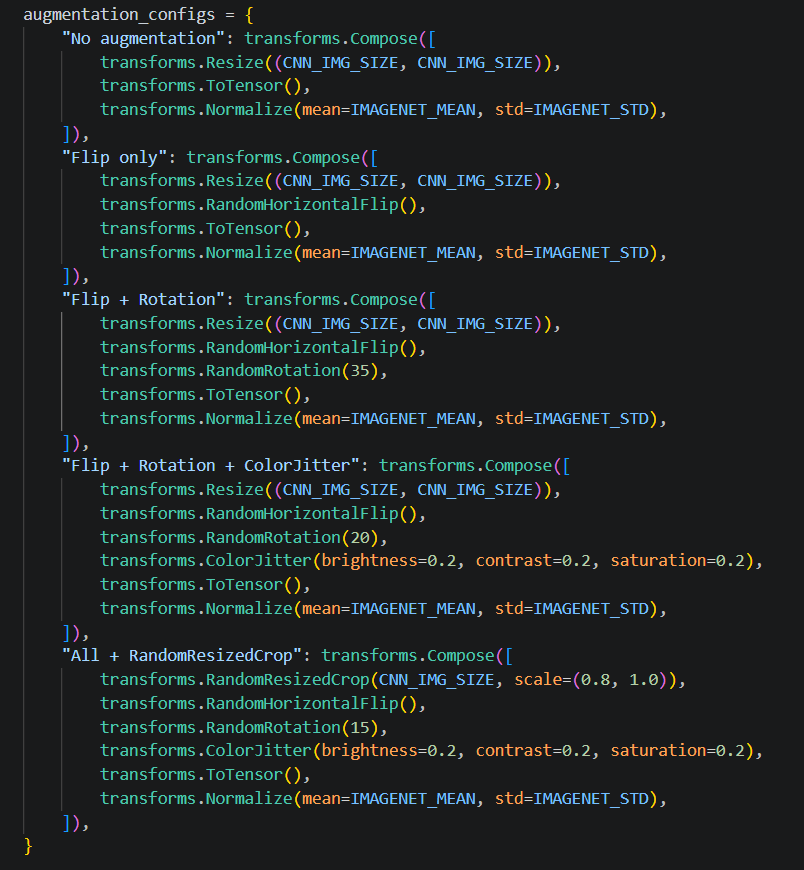 augmentation_configs = {
    "No augmentation": transforms.Compose([
        transforms.Resize((CNN_IMG_SIZE, CNN_IMG_SIZE)),
        transforms.ToTensor(),
        transforms.Normalize(mean=IMAGENET_MEAN, std=IMAGENET_STD),
    ]),
    "Flip only": transforms.Compose([
        transforms.Resize((CNN_IMG_SIZE, CNN_IMG_SIZE)),
        transforms.RandomHorizontalFlip(),
        transforms.ToTensor(),
        transforms.Normalize(mean=IMAGENET_MEAN, std=IMAGENET_STD),
    ]),
    "Flip + Rotation": transforms.Compose([
        transforms.Resize((CNN_IMG_SIZE, CNN_IMG_SIZE)),
        transforms.RandomHorizontalFlip(),
        transforms.RandomRotation(35),
        transforms.ToTensor(),
        transforms.Normalize(mean=IMAGENET_MEAN, std=IMAGENET_STD),
    ]),
    "Flip + Rotation + ColorJitter": transforms.Compose([
        transforms.Resize((CNN_IMG_SIZE, CNN_IMG_SIZE)),
        transforms.RandomHorizontalFlip(),
        transforms.RandomRotation(20),
        transforms.ColorJitter(brightness=0.2, contrast=0.2, saturation=0.2),
        transforms.ToTensor(),
        transforms.Normalize(mean=IMAGENET_MEAN, std=IMAGENET_STD),
    ]),
    "All + RandomResizedCrop": transforms.Compose([
        transforms.RandomResizedCrop(CNN_IMG_SIZE, scale=(0.8, 1.0)),
        transforms.RandomHorizontalFlip(),
        transforms.RandomRotation(15),
        transforms.ColorJitter(brightness=0.2, contrast=0.2, saturation=0.2),
        transforms.ToTensor(),
        transforms.Normalize(mean=IMAGENET_MEAN, std=IMAGENET_STD),
    ]),
}